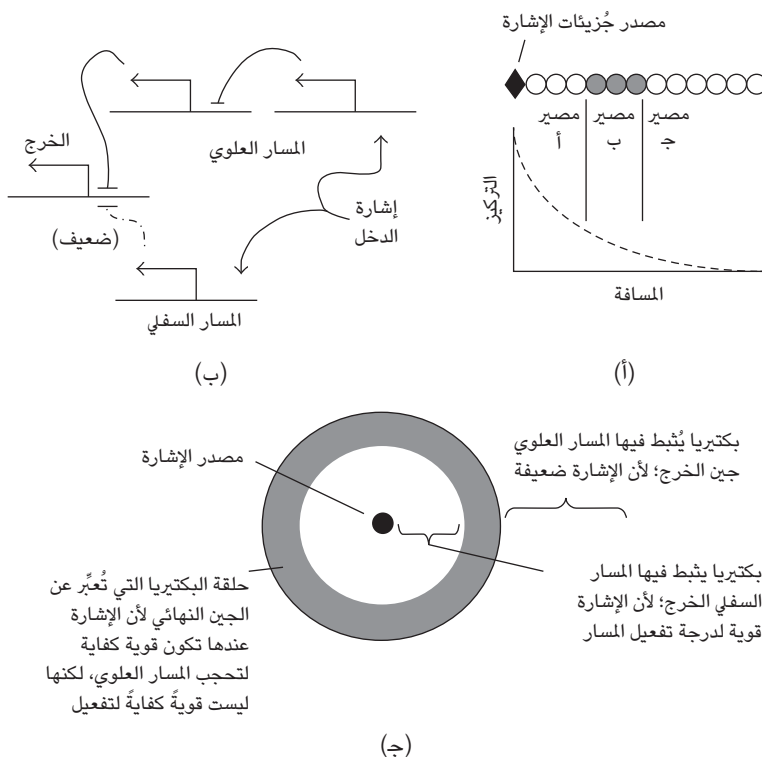 مصدر جُزيئات الإشارة
مصير
أ
مصير
ب
مصير
ج
التركيز
المسافة
(أ)
المسار العلوي
الخرج
(ضعيف)
إشارة
الدخل
المسار السفلي
(ب)
بكتيريا يُثبط فيها المسار العلوي
جين الخرج؛ لأن الإشارة ضعيفة
مصدر الإشارة
بكتيريا يثبط فيها المسار
السفلي الخرج؛ لأن الإشارة
قوية لدرجة تفعيل المسار
حلقة البكتيريا التي تُعبِّر عن
الجين النهائي لأن الإشارة
عندها تكون قوية كفاية
لتحجب المسار العلوي، لكنها
ليست قويةً كفايةً لتفعيل
(ج)